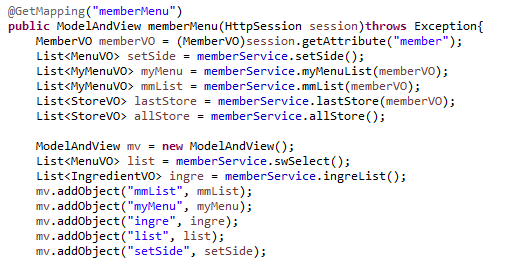 @GetMapping("memberMenu")
public ModelAndView memberMenu(HttpSession session)throws Exception{
    MemberVO memberVO = (MemberVO)session.getAttribute("member");
    List<MenuVO> setSide = memberService.setSide();
    List<MyMenuVO> myMenu = memberService.myMenuList(memberVO);
    List<MyMenuVO> mmList = memberService.mmList(memberVO);
    List<StoreVO> lastStore = memberService.lastStore(memberVO);
    List<StoreVO> allStore = memberService.allStore();

    ModelAndView mv = new ModelAndView();
    List<MenuVO> list = memberService.swSelect();
    List<IngredientVO> ingre = memberService.ingreList();
    mv.addObject("mmList", mmList);
    mv.addObject("myMenu", myMenu);
    mv.addObject("ingre", ingre);
    mv.addObject("list", list);
    mv.addObject("setSide", setSide);